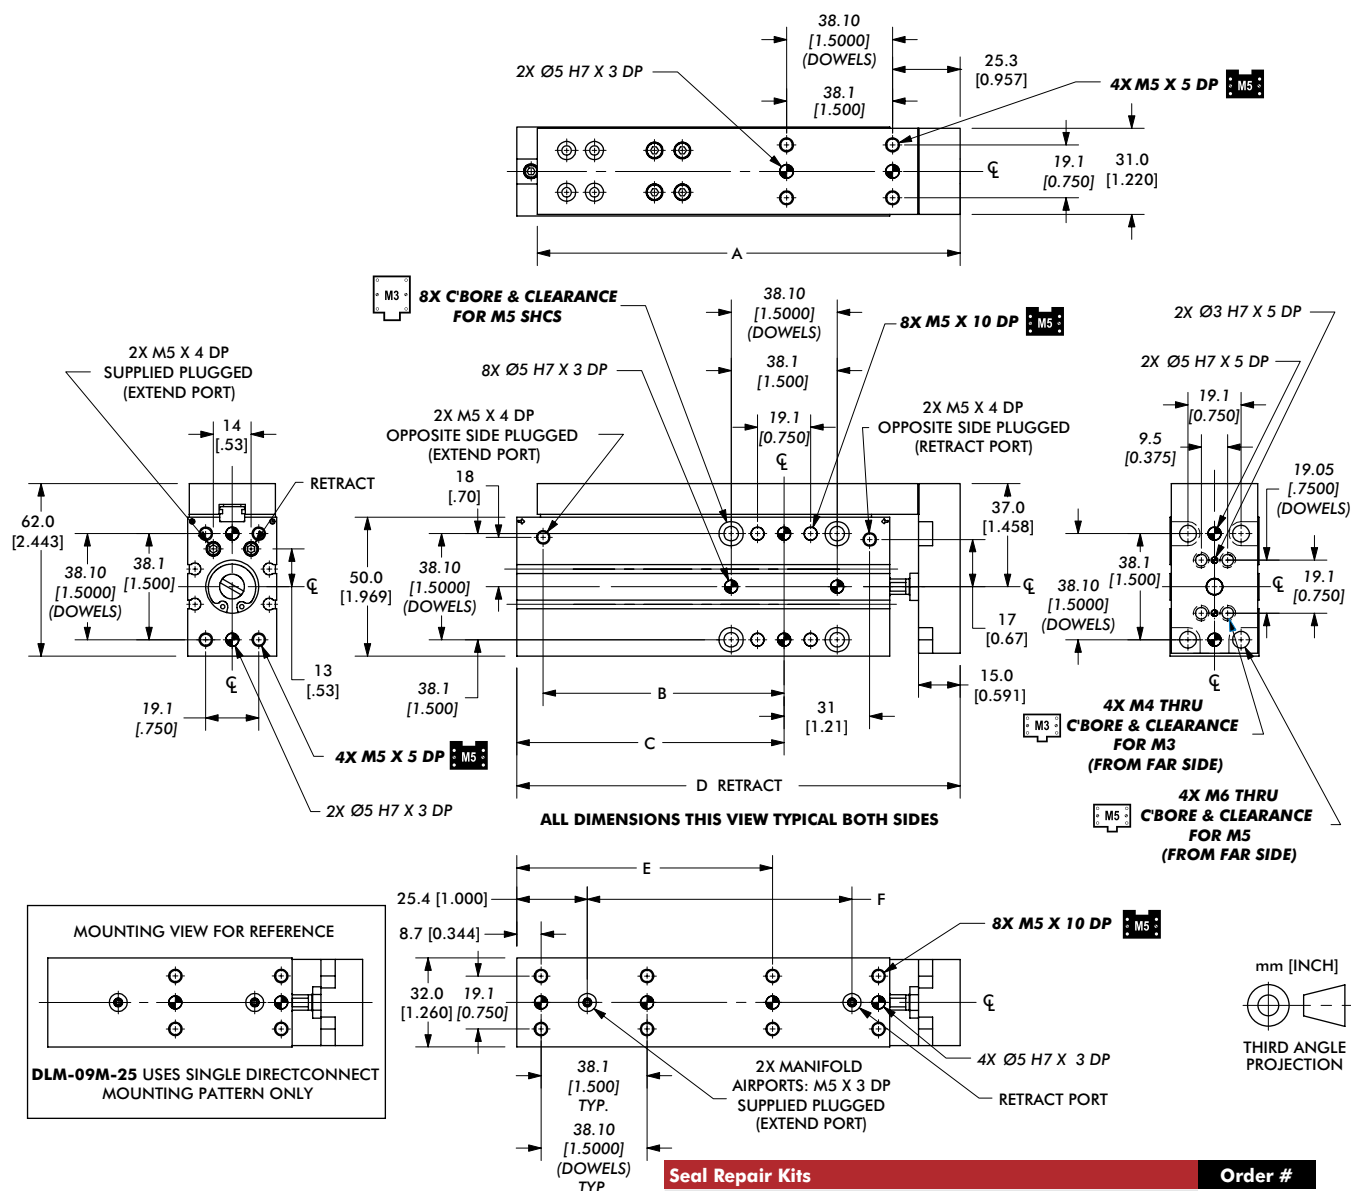 38.10
[1.5000]
(DOWELS)
25.3
[0.957]
2X Ø5 H7 X 3 DP
38.1
[1.500]
4X M5 X 5 DP M5
19.1
[0.750]
31.0
[1.220]
℄
A
M3 8X C'BORE & CLEARANCE
FOR M5 SHCS
38.10
[1.5000]
(DOWELS)
8X M5 X 10 DP M5
2X Ø3 H7 X 5 DP
2X M5 X 4 DP
SUPPLIED PLUGGED
(EXTEND PORT)
8X Ø5 H7 X 3 DP
38.1
[1.500]
2X Ø5 H7 X 5 DP
14
[.53]
2X M5 X 4 DP
OPPOSITE SIDE PLUGGED
(EXTEND PORT)
19.1
[0.750]
℄
2X M5 X 4 DP
OPPOSITE SIDE PLUGGED
(RETRACT PORT)
19.1
[0.750]
9.5
[0.375]
RETRACT
18
[.70]
19.05
[.7500]
(DOWELS)
62.0
[2.443]
38.10
[1.5000]
(DOWELS)
38.1
[1.500]
℄
50.0
[1.969]
38.10
[1.5000]
(DOWELS)
37.0
[1.458]
38.1
[1.500]
38.10
[1.5000]
(DOWELS)
℄
19.1
[0.750]
17
[0.67]
℄
13
[.53]
19.1
[.750]
38.1
[1.500]
B
31
[1.21]
15.0
[0.591]
℄
C
4X M5 X 5 DP M5
D RETRACT
2X Ø5 H7 X 3 DP
ALL DIMENSIONS THIS VIEW TYPICAL BOTH SIDES
M3 4X M4 THRU
C'BORE & CLEARANCE
FOR M3
(FROM FAR SIDE)
M5 4X M6 THRU
C'BORE & CLEARANCE
FOR M5
(FROM FAR SIDE)
E
25.4 [1.000]
F
8.7 [0.344]
8X M5 X 10 DP M5
MOUNTING VIEW FOR REFERENCE
32.0
[1.260]
19.1
[0.750]
℄
mm [INCH]
THIRD ANGLE
PROJECTION
DLM-09M-25 USES SINGLE DIRECTCONNECT
MOUNTING PATTERN ONLY
38.1
[1.500]
TYP.
2X MANIFOLD
AIRPORTS: M5 X 3 DP
SUPPLIED PLUGGED
(EXTEND PORT)
4X Ø5 H7 X 3 DP
RETRACT PORT
38.10
[1.5000]
(DOWELS)
TYP
Seal Repair Kits Order #